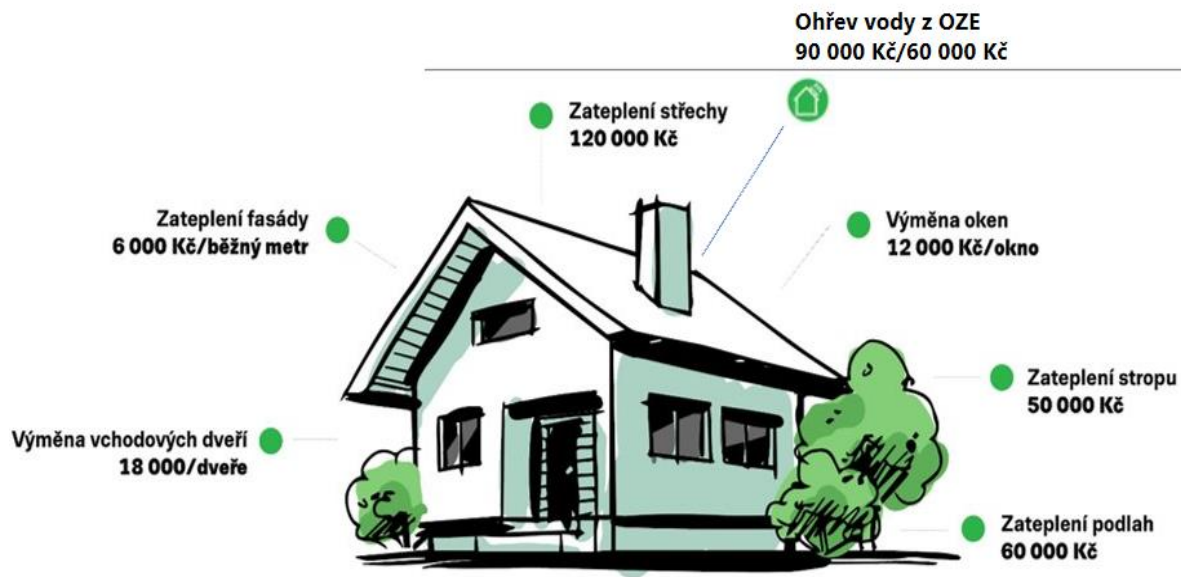 Ohřev vody z OZE
90 000 Kč/60 000 Kč
Zateplení střechy
120 000 Kč
Zateplení fasády
6 000 Kč/běžný metr
Výměna oken
12 000 Kč/okno
Zateplení stropu
50 000 Kč
Výměna vchodových dveří
18 000/dveře
Zateplení podlah
60 000 Kč